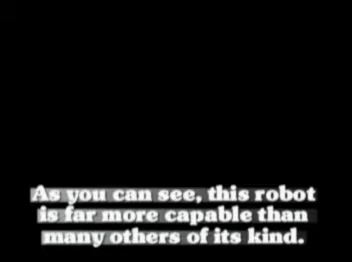 As you can see, this robot
is far more capable than
many others of its kind.